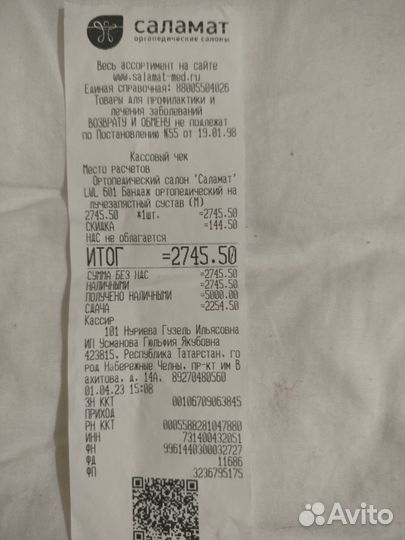 саламат
ортопедические салоны
Весь ассортимент на сайте
www.salamat-med.ru
Единая справочная: 88005504026
Товары для профилактики и
лечения заболеваний
ВОЗВРАТУ И ОБМЕНУ не подлежат
по Постановлению N55 от 19.01.98
Кассовый чек
Место расчетов
Ортопедический салон "Саламат"
LWL 601 Бандаж ортопедический на
лучезапястный сустав (М)
2745.50 *1шт. =2745.50
СКИДКА =144.50
НДС не облагается
ИТОГ =2745.50
СУММА БЕЗ НДС =2745.50
НАЛИЧНЫМИ =2745.50
ПОЛУЧЕНО НАЛИЧНЫМИ =5000.00
СДАЧА =2254.50
Кассир
101 Нуриева Гузель Ильясовна
ИП Усманова Гюльфия Якубовна
423815, Республика Татарстан, го
род Набережные Челны, пр-кт им В
ахитова, д. 14А, 89270480560
01.04.23 15:08
ЗН ККТ 00106709063845
ПРИХОД
РН ККТ 0005588281047880
ИНН 731400432051
ФН 9961440300032727
ФД 11686
ФП 3236795175
Avito